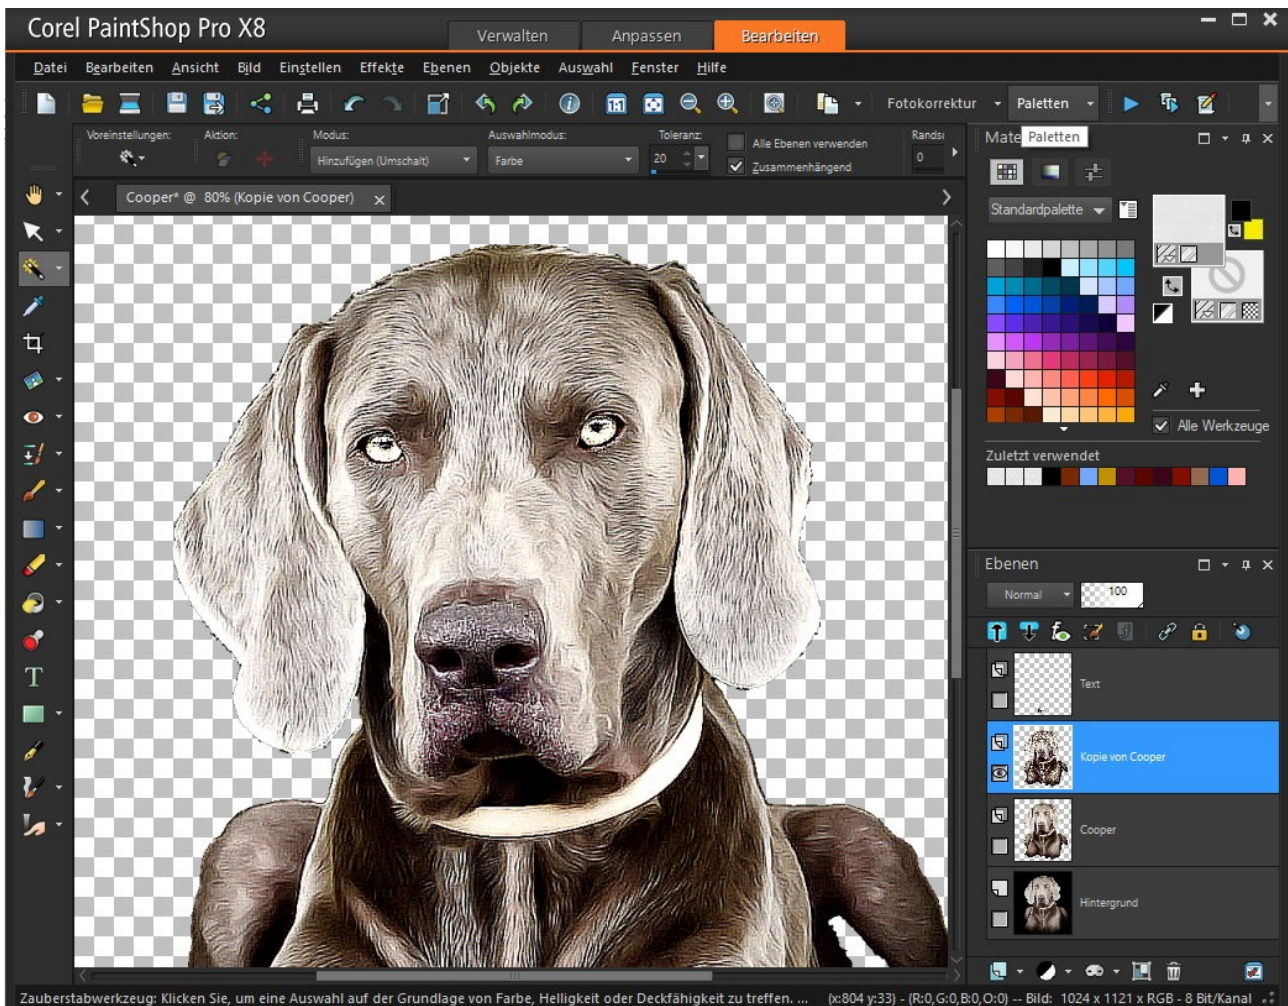 Corel PaintShop Pro X8
Verwalten Anpassen Bearbeiten
Datei Bearbeiten Ansicht Bild Einstellen Effekte Ebenen Objekte Auswahl Fenster Hilfe
1:1 Fotokorrektur Paletten
Voreinstellungen: Aktion: Modus: Auswahlmodus: Toleranz: Alle Ebenen verwenden Rands
Hinzufügen (Umschalt) Farbe 20 Zusammenhängend 0
Mate Paletten
Cooper* @ 80% (Kopie von Cooper)
Standardpalette
Alle Werkzeuge
Zuletzt verwendet
Ebenen
Normal 100
Text
Kopie von Cooper
Cooper
Hintergrund
Zauberstabwerkzeug: Klicken Sie, um eine Auswahl auf der Grundlage von Farbe, Helligkeit oder Deckfähigkeit zu treffen. ... (x:804 y:33) - (R:0,G:0,B:0,O:0) -- Bild: 1024 x 1121 x RGB - 8 Bit/Kanal